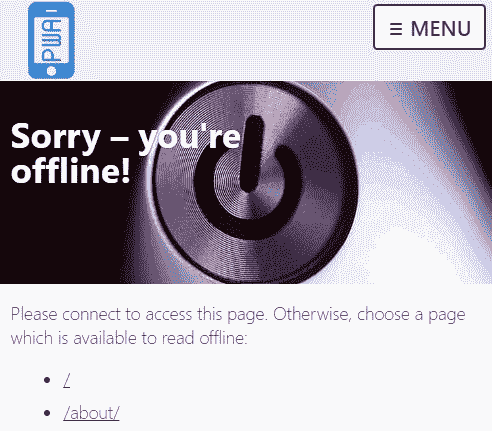 PWA
☰ MENU
Sorry – you're
offline!
Please connect to access this page. Otherwise, choose a page
which is available to read offline:
• /
• /about/